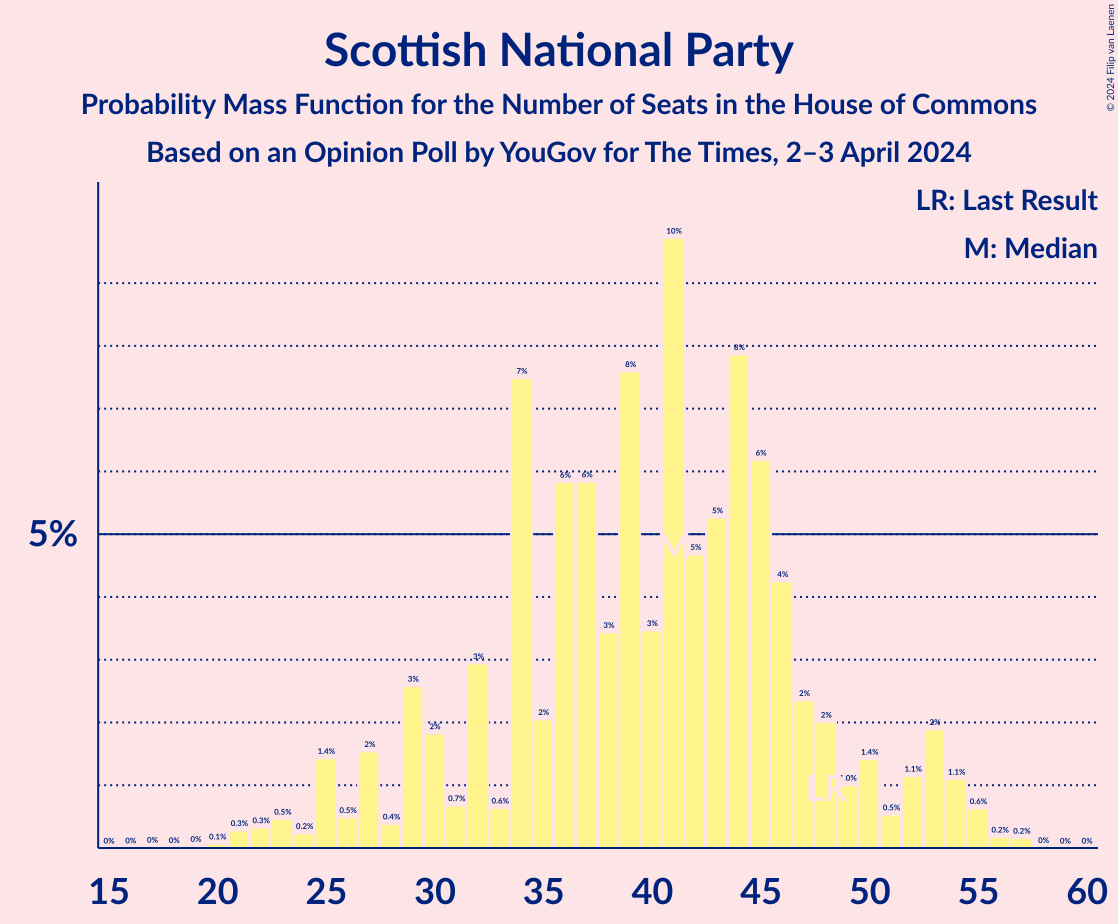 © 2024 Filip van Laenen
Scottish National Party
Probability Mass Function for the Number of Seats in the House of Commons
Based on an Opinion Poll by YouGov for The Times, 2–3 April 2024
LR: Last Result
M: Median
5%
0% 0% 0% 0% 0% 0.1% 0.3% 0.3% 0.5% 0.2% 1.4% 0.5% 2% 0.4% 3% 2% 0.7% 3% 0.6% 7% 2% 6% 6% 3% 8% 3% 10% 5% 5% 8% 6% 4% 2% 2% 1.0% 1.4% 0.5% 1.1% 2% 1.1% 0.6% 0.2% 0.2% 0% 0% 0%
M
LR
15 20 25 30 35 40 45 50 55 60